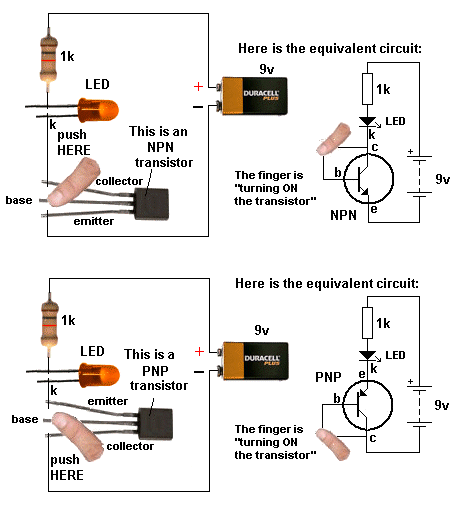 1k
LED
k
push
HERE
This is an
NPN
transistor
collector
base
emitter
+
−
9v
DURACELL
PLUS
Here is the equivalent circuit:
1k
LED
k
c
b
e
NPN
+
−
9v
The finger is
"turning ON
the transistor"
1k
LED
k
This is a
PNP
transistor
emitter
base
collector
push
HERE
+
−
9v
DURACELL
PLUS
Here is the equivalent circuit:
1k
LED
k
PNP
e
b
c
+
−
9v
The finger is
"turning ON
the transistor"